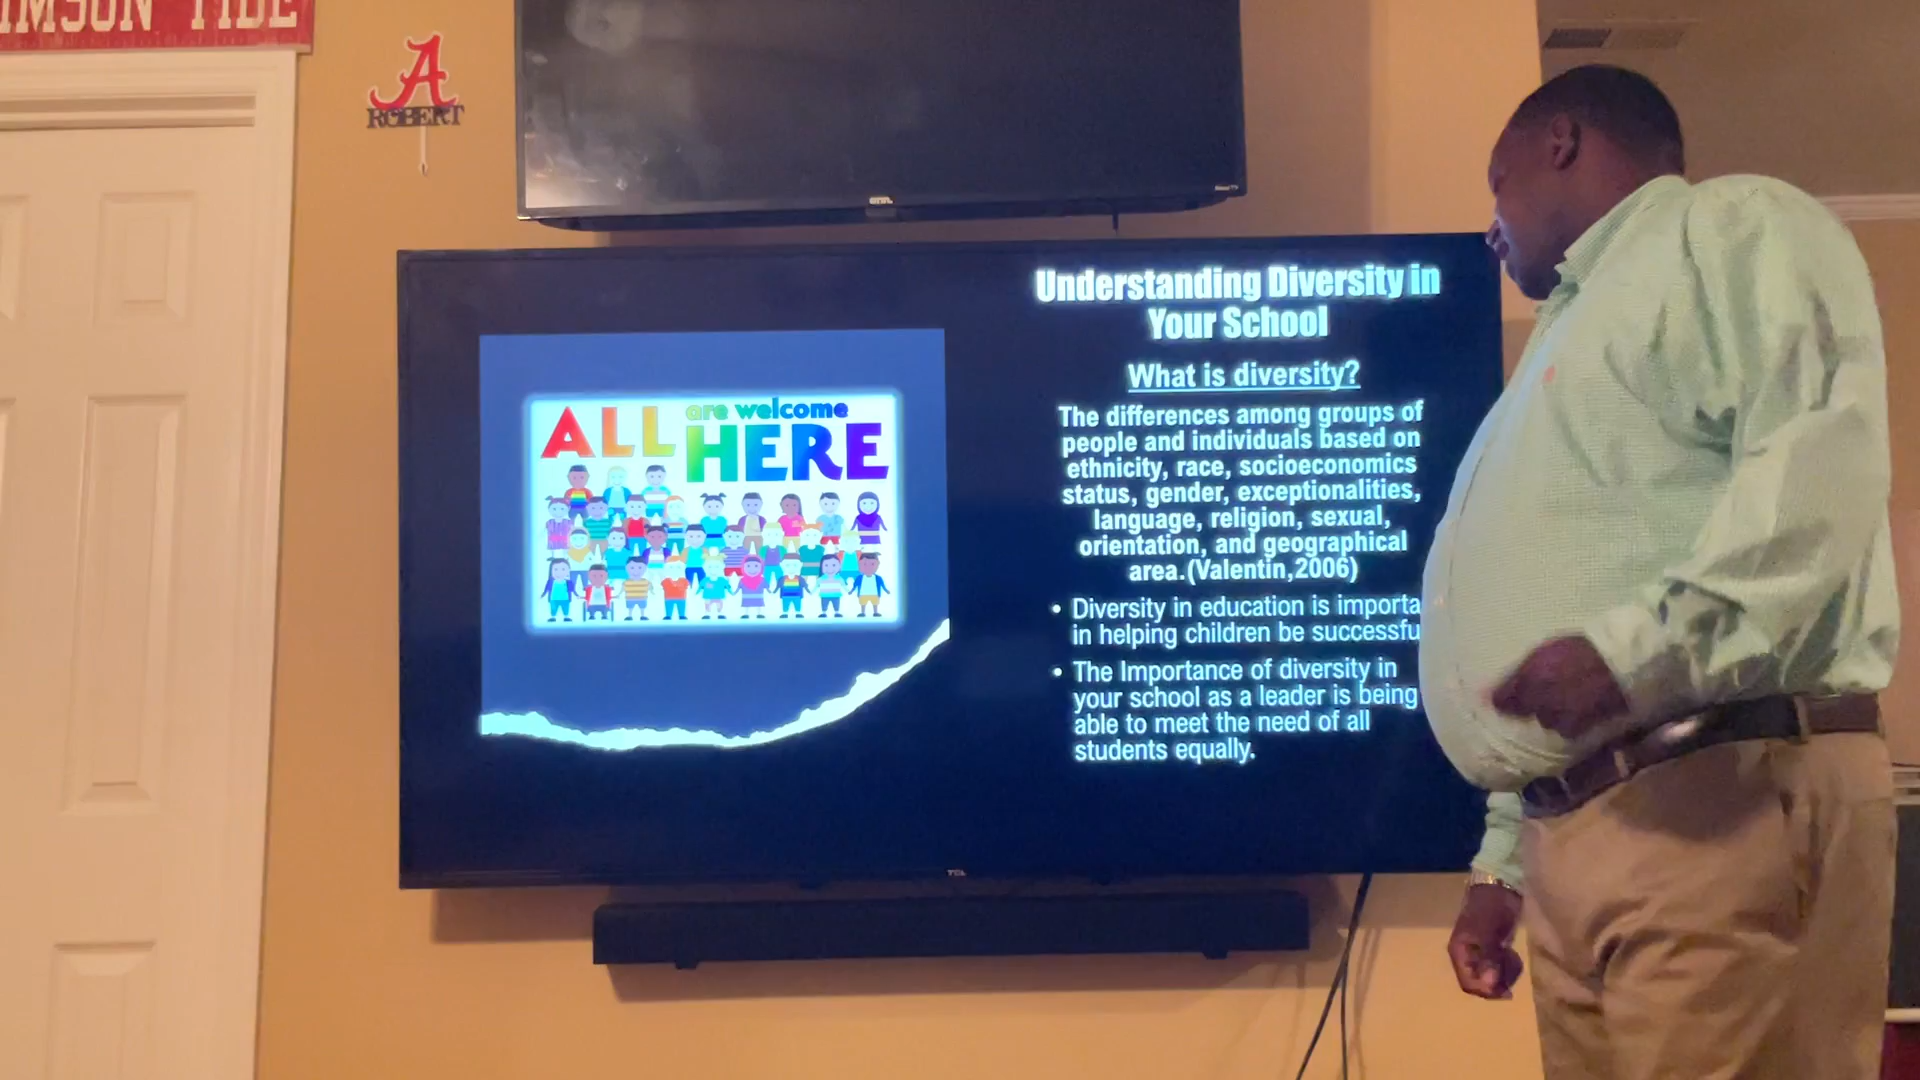 TIDE
A
ROBERT
ALL are welcome
HERE
Understanding Diversity in
Your School
What is diversity?
The differences among groups of
people and individuals based on
ethnicity, race, socioeconomics
status, gender, exceptionalities,
language, religion, sexual,
orientation, and geographical
area.(Valentin,2006)
• Diversity in education is importa
in helping children be successfu
• The Importance of diversity in
your school as a leader is being
able to meet the need of all
students equally.
TCL